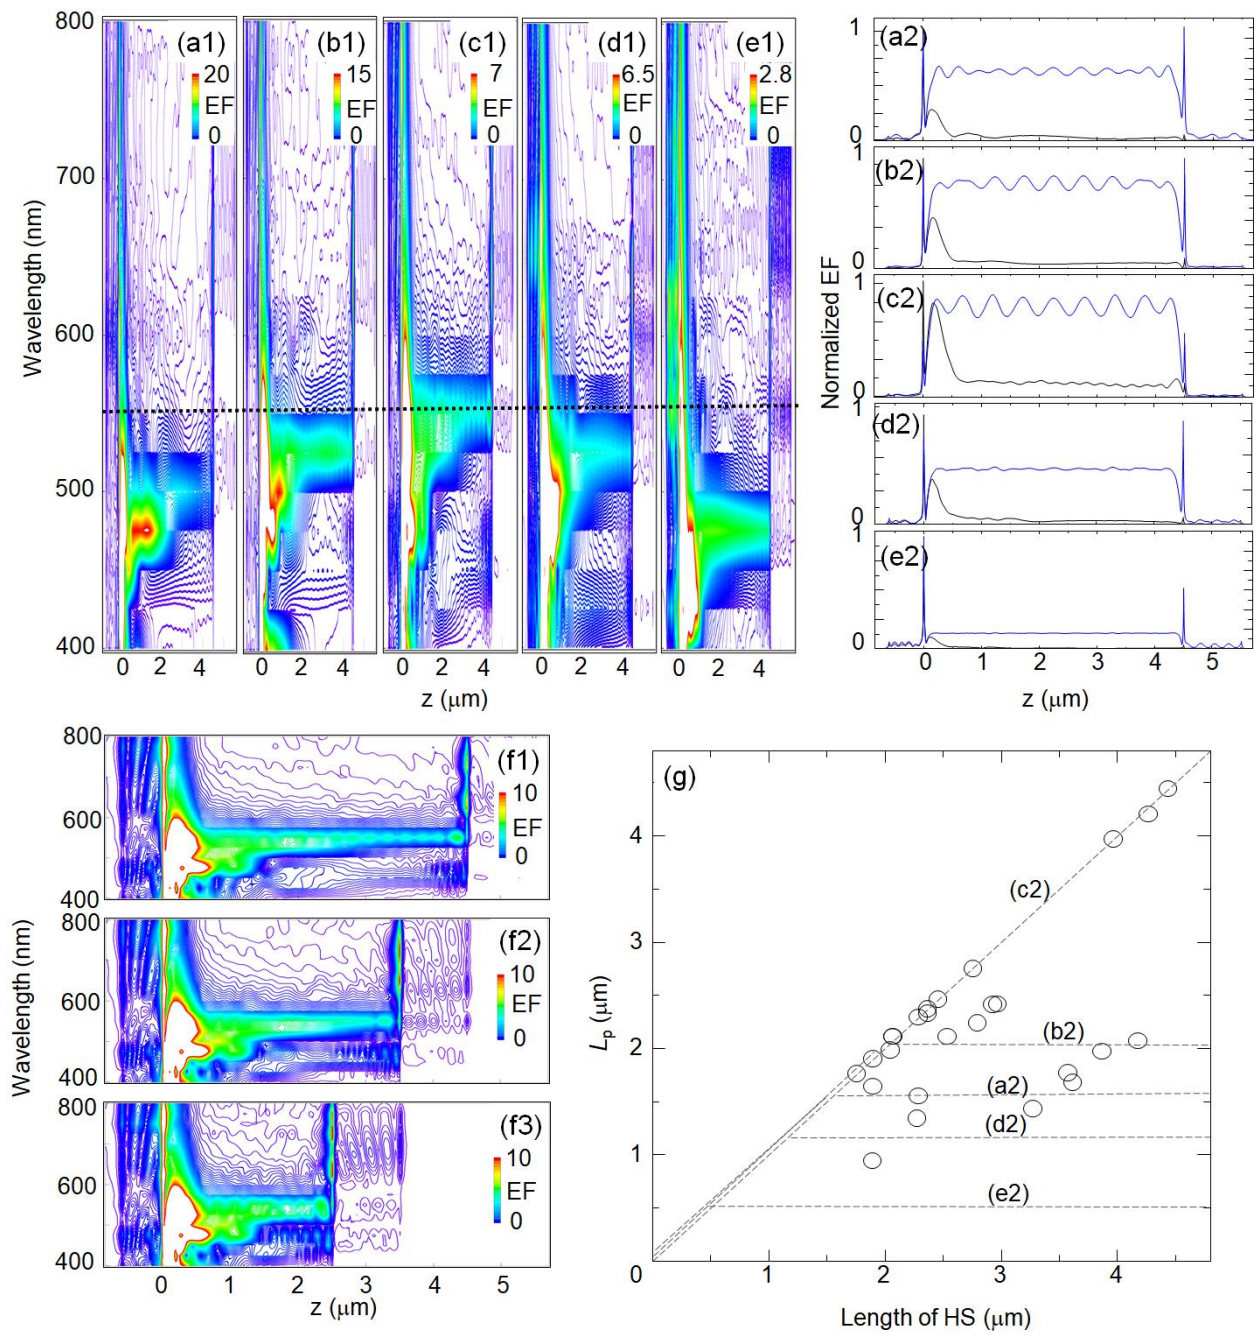 (a1)
(b1)
(c1)
(d1)
(e1)
20
EF
0
15
EF
0
7
EF
0
6.5
EF
0
2.8
EF
0
800
700
600
500
400
Wavelength (nm)
0 2 4
0 2 4
0 2 4
0 2 4
0 2 4
z (μm)
(a2)
1
0
(b2)
1
0
(c2)
1
0
(d2)
1
0
(e2)
1
0
Normalized EF
0 1 2 3 4 5
z (μm)
(f1)
800
600
400
10
EF
0
(f2)
800
600
400
10
EF
0
(f3)
800
600
400
10
EF
0
Wavelength (nm)
0 1 2 3 4 5
z (μm)
(g)
4
3
2
1
0
Lp (μm)
(c2)
(b2)
(a2)
(d2)
(e2)
1 2 3 4
Length of HS (μm)